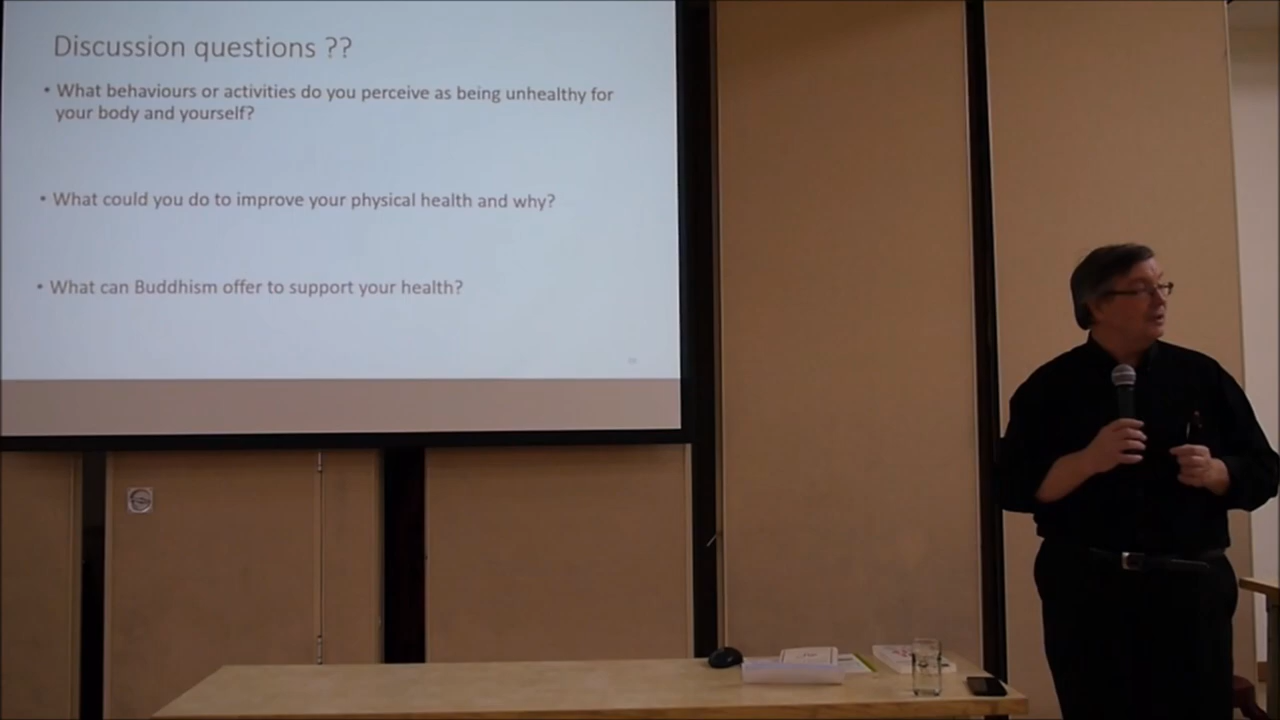 Discussion questions ??
• What behaviours or activities do you perceive as being unhealthy for
your body and yourself?
• What could you do to improve your physical health and why?
• What can Buddhism offer to support your health?